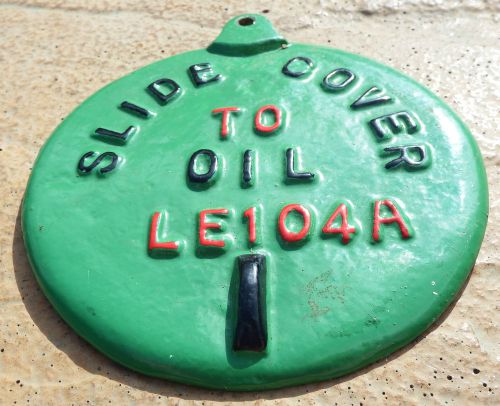 SLIDE COVER
TO
OIL
LE104A